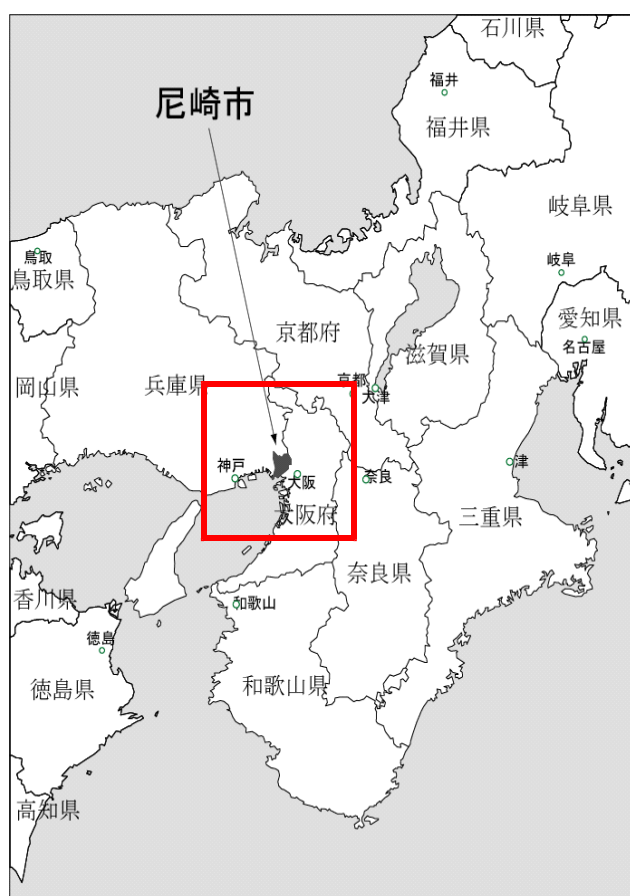 石川県
福井
尼崎市
福井県
岐阜県
鳥取
岐阜
鳥取県
愛知県
京都府
名古屋
滋賀県
岡山県
兵庫県
京都
大津
神戸
津
大阪
奈良
大阪府
三重県
奈良県
香川県
和歌山
徳島
徳島県
和歌山県
高知県